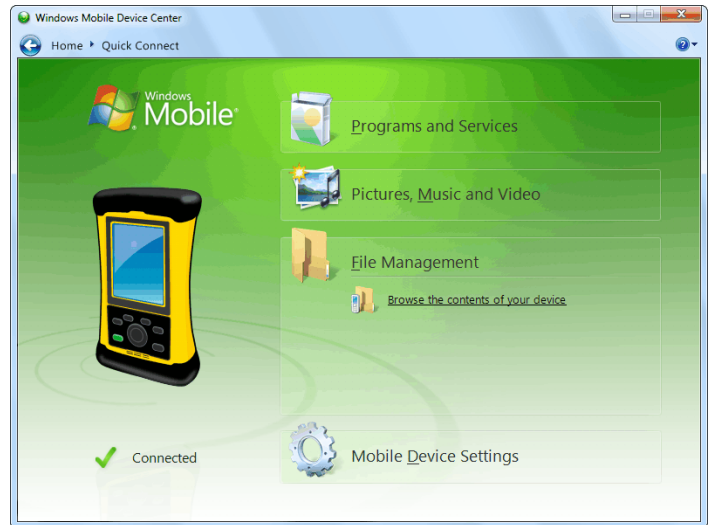 Windows Mobile Device Center
Home Quick Connect
Windows
Mobile®
Programs and Services
Pictures, Music and Video
File Management
Browse the contents of your device
Connected
Mobile Device Settings